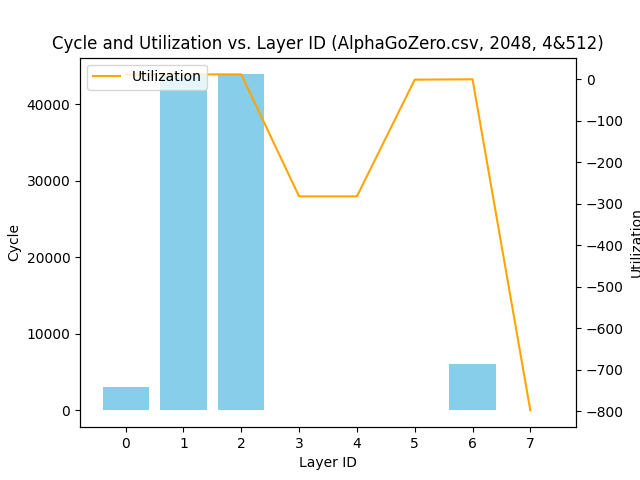 Cycle and Utilization vs. Layer ID (AlphaGoZero.csv, 2048, 4&512)
Utilization
40000
30000
20000
10000
0
Cycle
0
−100
−200
−300
−400
−500
−600
−700
−800
Utilization
0 1 2 3 4 5 6 7
Layer ID